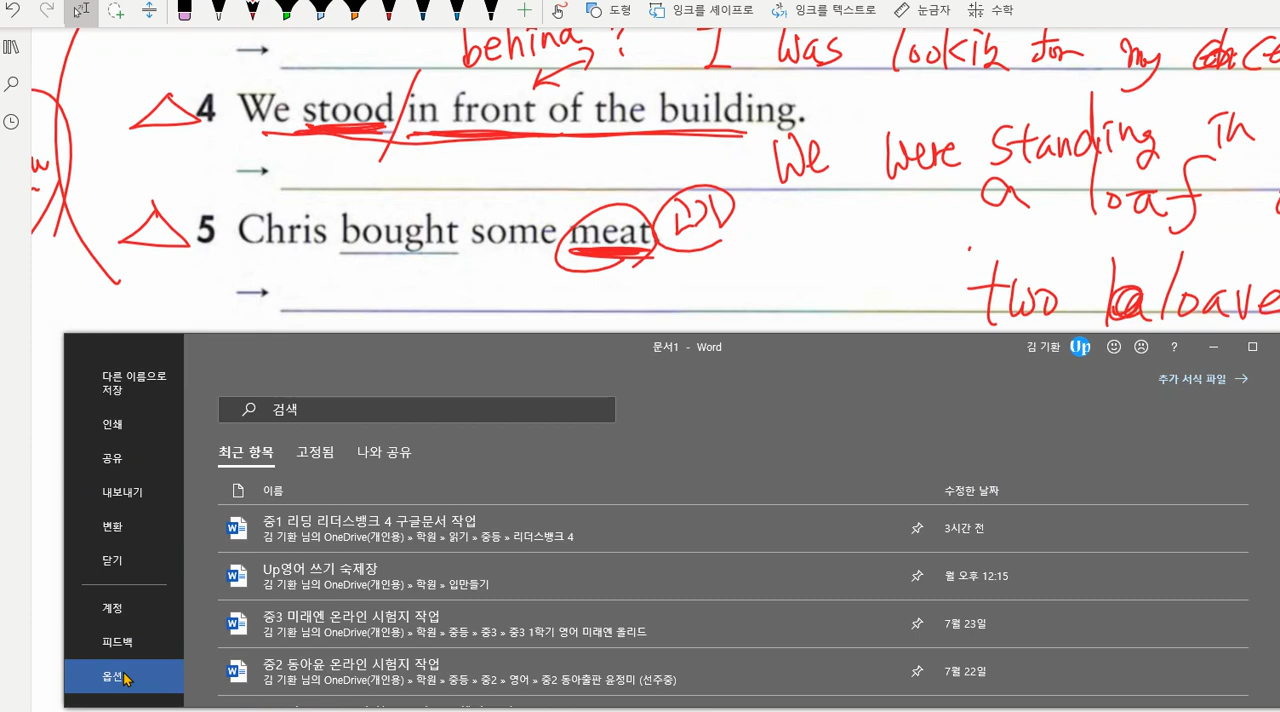 도형 잉크를 셰이프로 잉크를 텍스트로 눈금자 수학
→ behind? I was for my
4 We stood in front of the building.
→ We were standing in
a loaf
5 Chris bought some meat
→ two loave
문서1 - Word 김 기환 Up ?
추가 서식 파일 →
다른 이름으로
저장
인쇄
공유
내보내기
변환
닫기
계정
피드백
옵션
검색
최근 항목 고정됨 나와 공유
이름 수정한 날짜
중1 리딩 리더스뱅크 4 구글문서 작업 3시간 전
김 기환 님의 OneDrive(개인용) » 학원 » 읽기 » 중등 » 리더스뱅크 4
Up영어 쓰기 숙제장 월 오후 12:15
김 기환 님의 OneDrive(개인용) » 학원 » 입만들기
중3 미래엔 온라인 시험지 작업 7월 23일
김 기환 님의 OneDrive(개인용) » 학원 » 중등 » 중3 » 중3 1학기 영어 미래엔 올리드
중2 동아윤 온라인 시험지 작업 7월 22일
김 기환 님의 OneDrive(개인용) » 학원 » 중등 » 중2 » 영어 » 중2 동아출판 윤정미 (선주중)